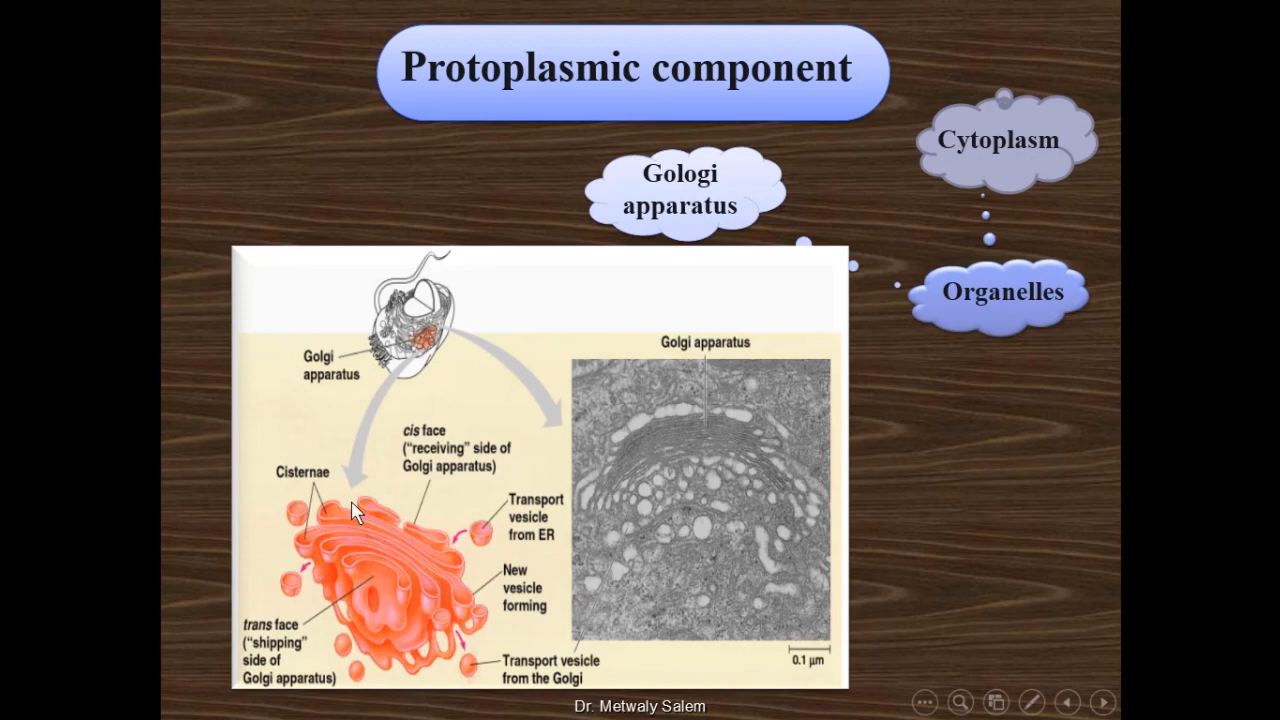 Protoplasmic component
Cytoplasm
Gologi
apparatus
Organelles
Golgi
apparatus
Golgi apparatus
cis face
("receiving" side of
Golgi apparatus)
Cisternae
Transport
vesicle
from ER
New
vesicle
forming
trans face
("shipping"
side of
Golgi apparatus)
Transport vesicle
from the Golgi
0.1 µm
Dr. Metwaly Salem